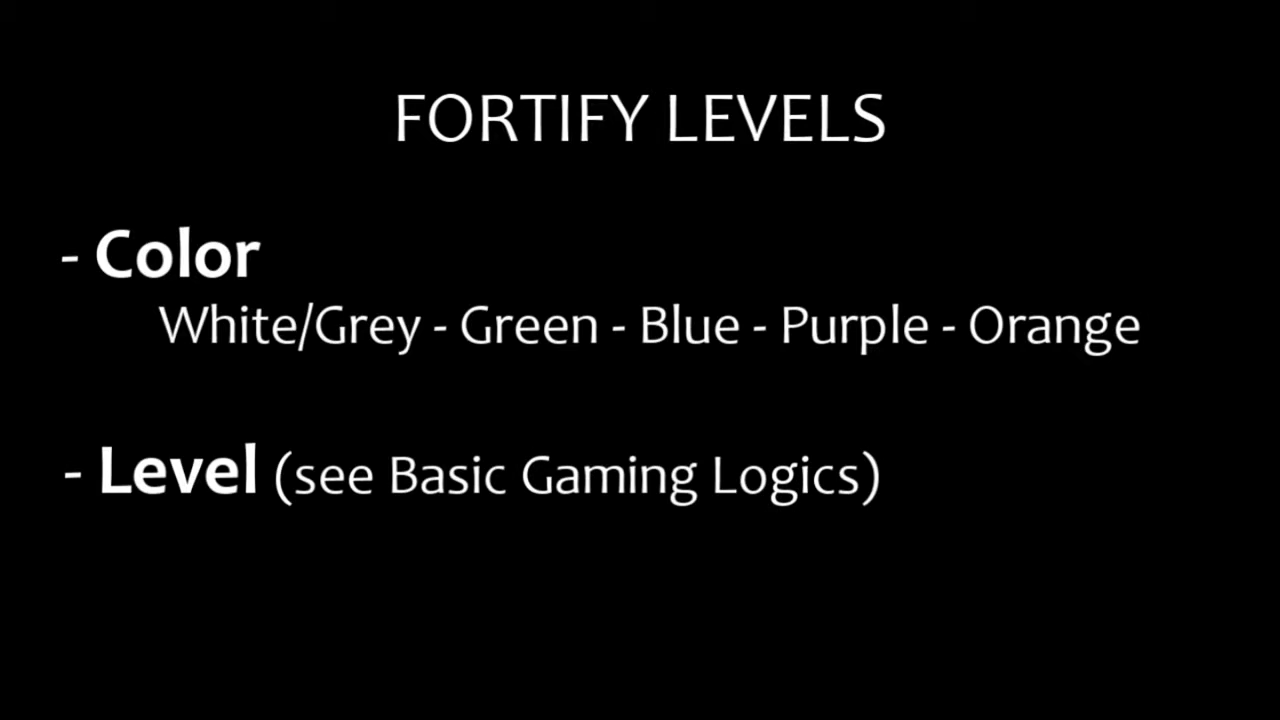 FORTIFY LEVELS
- Color
White/Grey - Green - Blue - Purple - Orange
- Level (see Basic Gaming Logics)